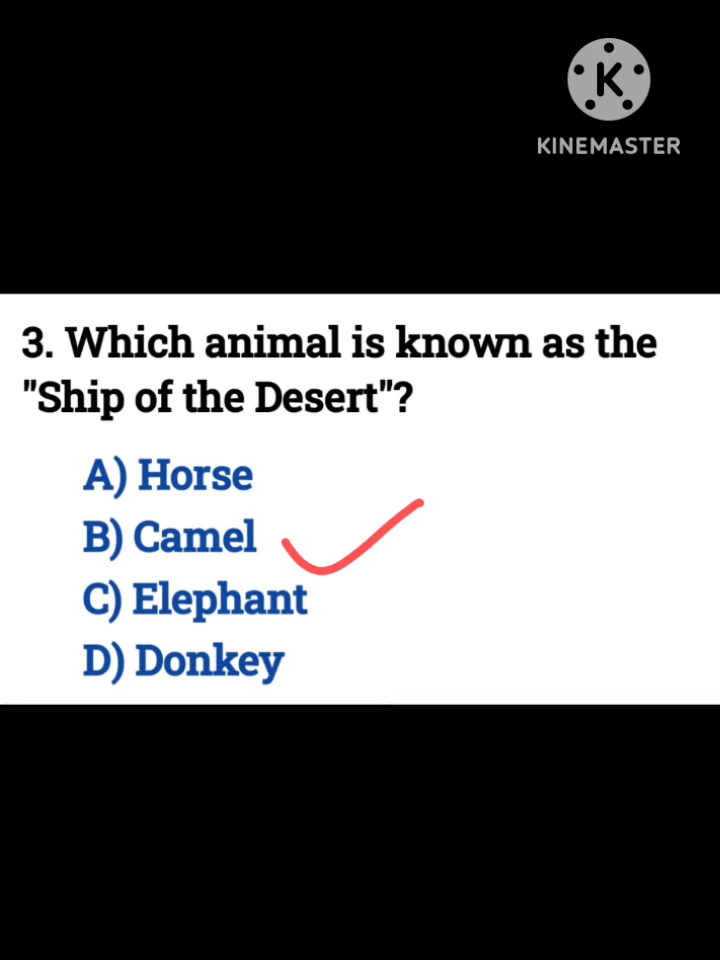 K
KINEMASTER
3. Which animal is known as the
"Ship of the Desert"?
A) Horse
B) Camel
C) Elephant
D) Donkey